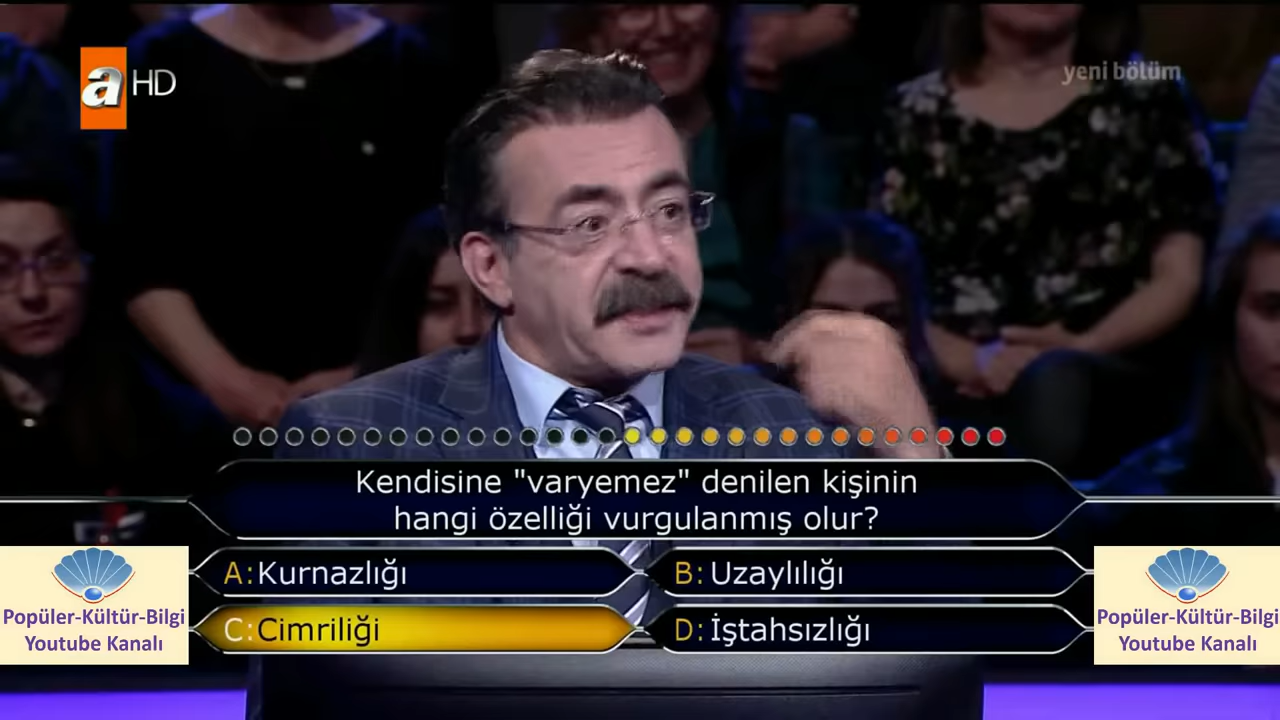 a HD
yeni bölüm
Kendisine "varyemez" denilen kişinin
hangi özelliği vurgulanmış olur?
A: Kurnazlığı
B: Uzaylılığı
C: Cimriliği
D: İştahsızlığı
Popüler-Kültür-Bilgi
Youtube Kanalı
Popüler-Kültür-Bilgi
Youtube Kanalı